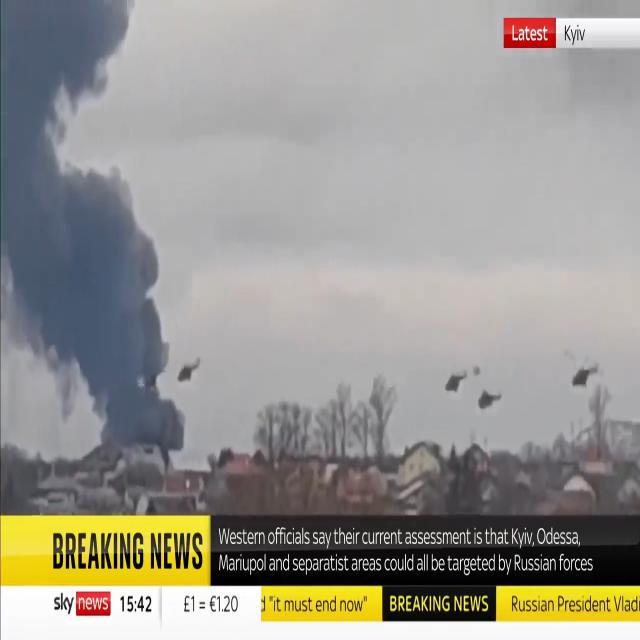 Latest Kyiv
BREAKING NEWS
Western officials say their current assessment is that Kyiv, Odessa,
Mariupol and separatist areas could all be targeted by Russian forces
sky news 15:42 £1 = €1.20 "it must end now" BREAKING NEWS Russian President